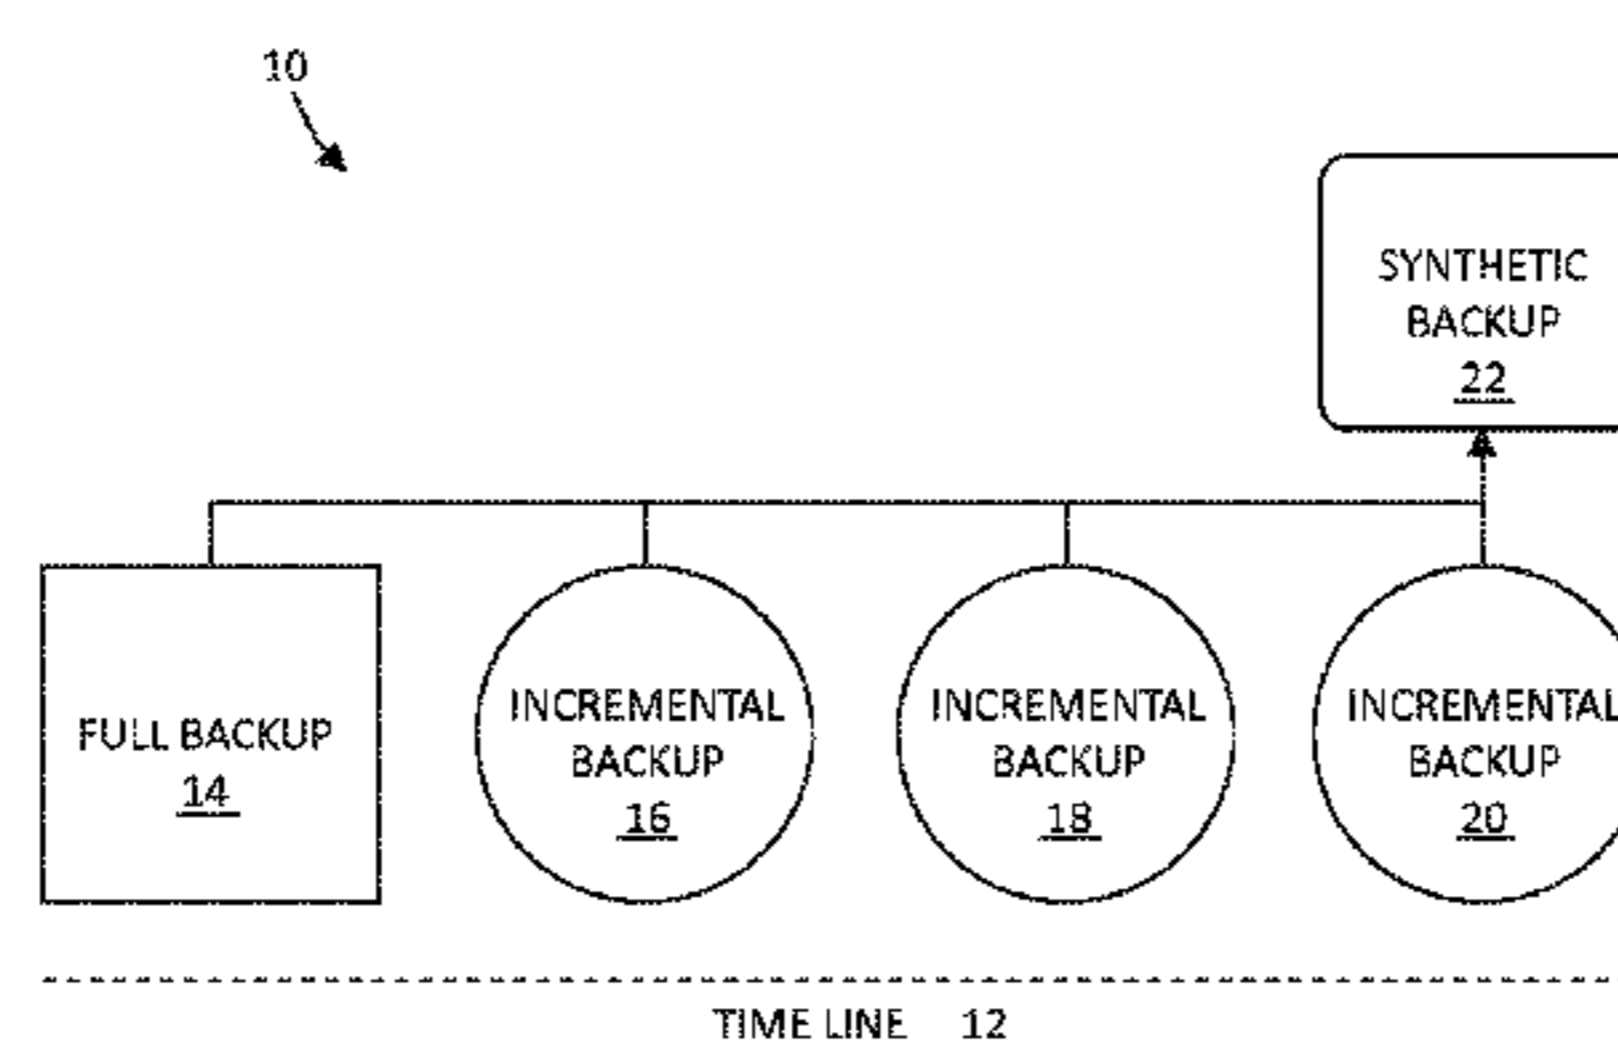 10
SYNTHETIC
BACKUP
22
FULL BACKUP
14
INCREMENTAL
BACKUP
16
INCREMENTAL
BACKUP
18
INCREMENTAL
BACKUP
20
TIME LINE 12